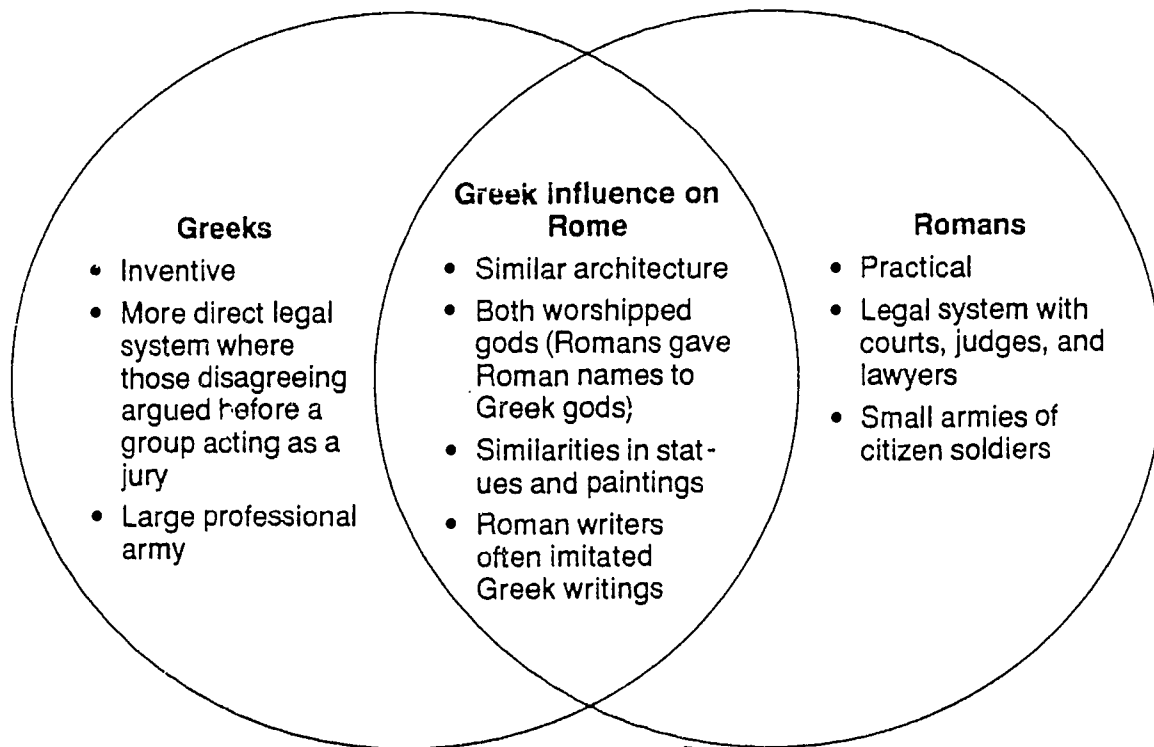 Greeks
• Inventive
• More direct legal
system where
those disagreeing
argued before a
group acting as a
jury
• Large professional
army
Greek influence on
Rome
• Similar architecture
• Both worshipped
gods (Romans gave
Roman names to
Greek gods)
• Similarities in stat-
ues and paintings
• Roman writers
often imitated
Greek writings
Romans
• Practical
• Legal system with
courts, judges, and
lawyers
• Small armies of
citizen soldiers